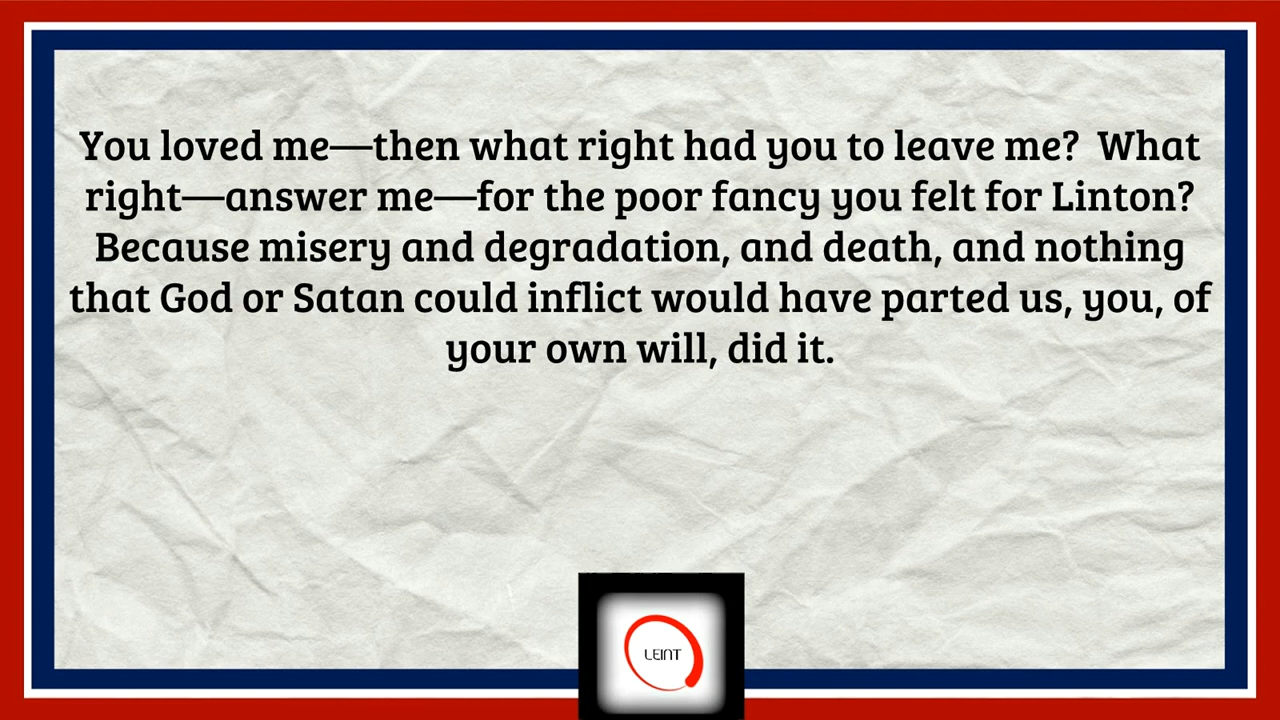 You loved me—then what right had you to leave me?  What
right—answer me—for the poor fancy you felt for Linton?
Because misery and degradation, and death, and nothing
that God or Satan could inflict would have parted us, you, of
your own will, did it.
LEINT